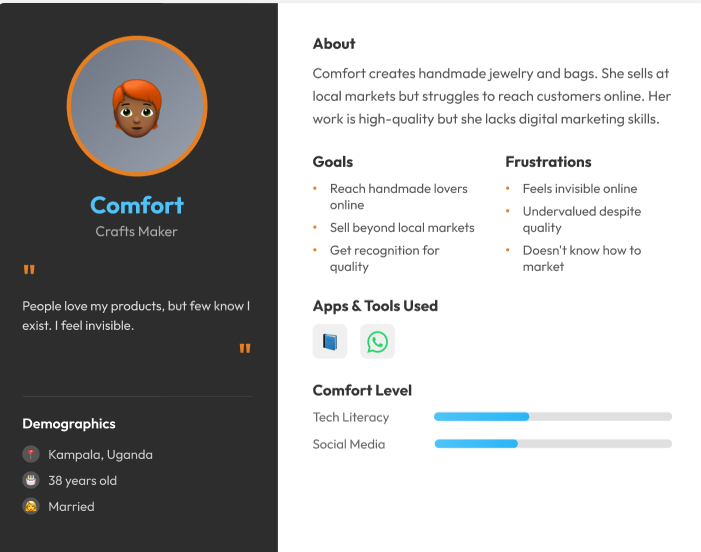 Comfort
Crafts Maker
"
People love my products, but few know I
exist. I feel invisible.
"
Demographics
Kampala, Uganda
38 years old
Married
About
Comfort creates handmade jewelry and bags. She sells at
local markets but struggles to reach customers online. Her
work is high-quality but she lacks digital marketing skills.
Goals
• Reach handmade lovers
online
• Sell beyond local markets
• Get recognition for
quality
Frustrations
• Feels invisible online
• Undervalued despite
quality
• Doesn't know how to
market
Apps & Tools Used
Comfort Level
Tech Literacy
Social Media